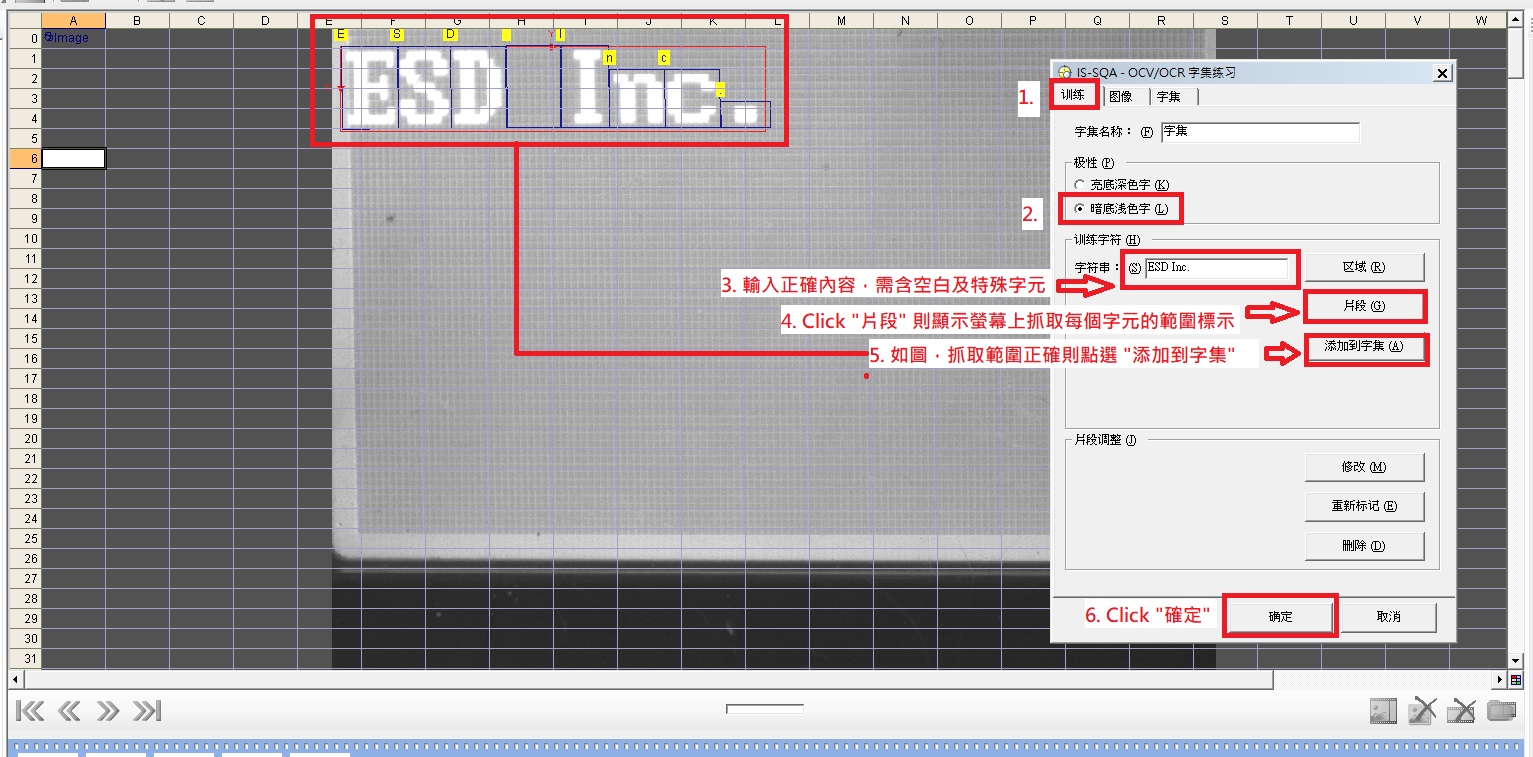 A B C D E F G H I J K L M N O P Q R S T U V W
0 Image
1
2
3
4
5
6
7
8
9
10
11
12
13
14
15
16
17
18
19
20
21
22
23
24
25
26
27
28
29
30
31
E S D I n c .
Y
ESD Inc.
IS-SQA - OCV/OCR 字集练习
1.
训练 图像 字集
字集名称： (F) 字集
极性 (P)
亮底深色字 (K)
2.
暗底浅色字 (L)
训练字符 (H)
字符串： (S) ESD Inc.
区域 (R)
3. 輸入正確內容，需含空白及特殊字元
片段 (G)
4. Click "片段" 則顯示螢幕上抓取每個字元的範圍標示
添加到字集 (A)
5. 如圖，抓取範圍正確則点選 "添加到字集"
片段调整 (J)
修改 (M)
重新标记 (E)
删除 (D)
6. Click "確定"
确定 取消